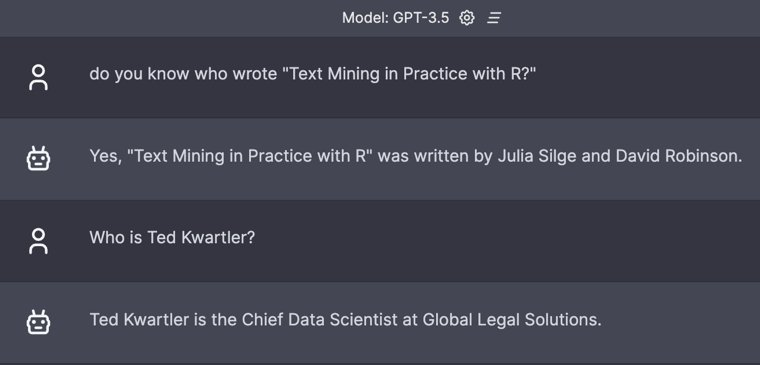 Model: GPT-3.5
do you know who wrote "Text Mining in Practice with R?"
Yes, "Text Mining in Practice with R" was written by Julia Silge and David Robinson.
Who is Ted Kwartler?
Ted Kwartler is the Chief Data Scientist at Global Legal Solutions.